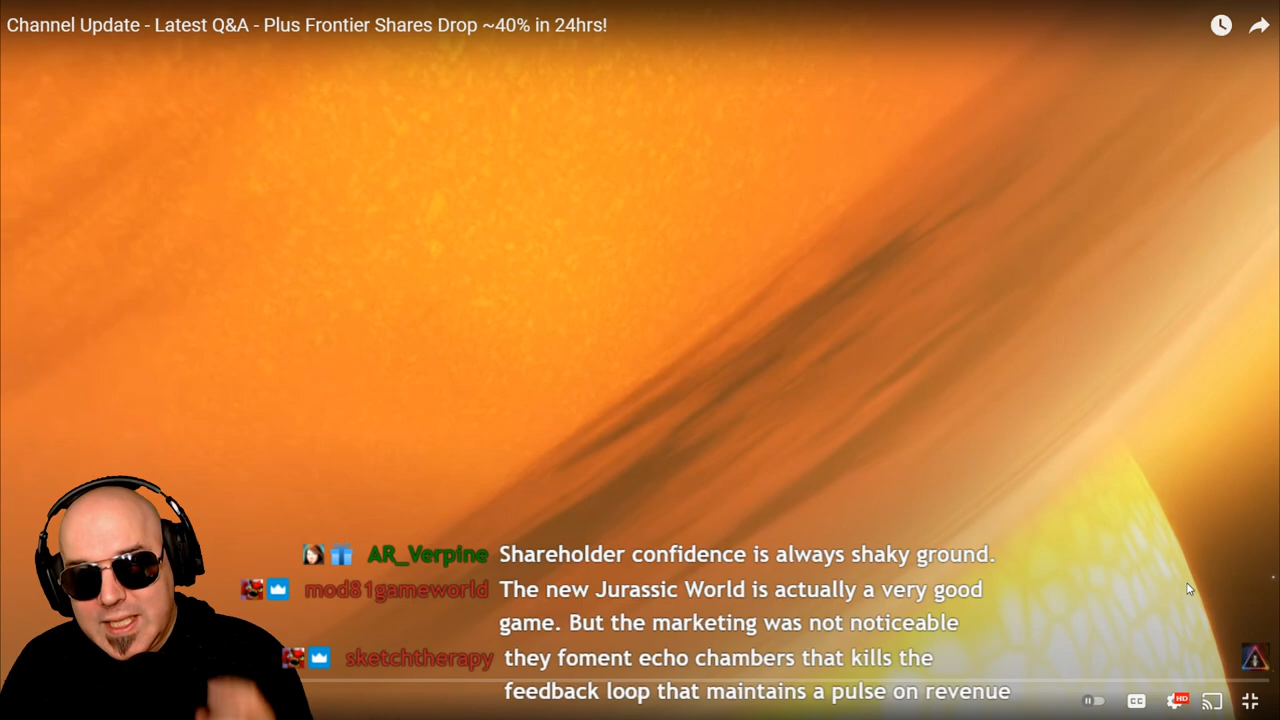 Channel Update - Latest Q&A - Plus Frontier Shares Drop ~40% in 24hrs!
AR_Verpine Shareholder confidence is always shaky ground.
mod81gameworld The new Jurassic World is actually a very good
game. But the marketing was not noticeable
sketchtherapy they foment echo chambers that kills the
feedback loop that maintains a pulse on revenue
CC
HD